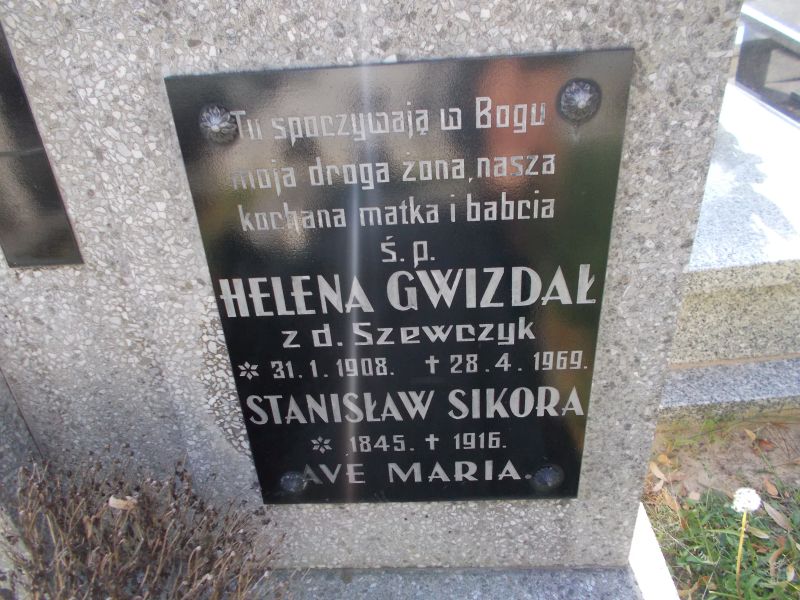 Tu spoczywają w Bogu
moja droga żona, nasza
kochana matka i babcia
ś. p.
HELENA GWIZDAŁ
z d. Szewczyk
✲ 31. 1. 1908. ✝ 28. 4. 1969.
STANISŁAW SIKORA
✲ 1845. ✝ 1916.
AVE MARIA.